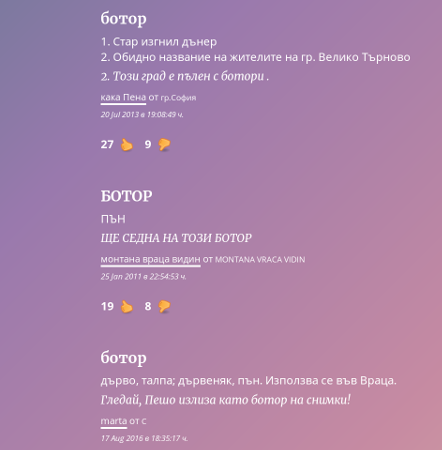 ботор
1. Стар изгнил дънер
2. Обидно название на жителите на гр. Велико Търново
2. Този град е пълен с ботори .
кака Пена от гр.София
20 Jul 2013 в 19:08:49 ч.
27 9
БОТОР
ПЪН
ЩЕ СЕДНА НА ТОЗИ БОТОР
монтана враца видин от MONTANA VRACA VIDIN
25 Jan 2011 в 22:54:53 ч.
19 8
ботор
дърво, талпа; дървеняк, пън. Използва се във Враца.
Гледай, Пешо излиза като ботор на снимки!
marta от С
17 Aug 2016 в 18:35:17 ч.